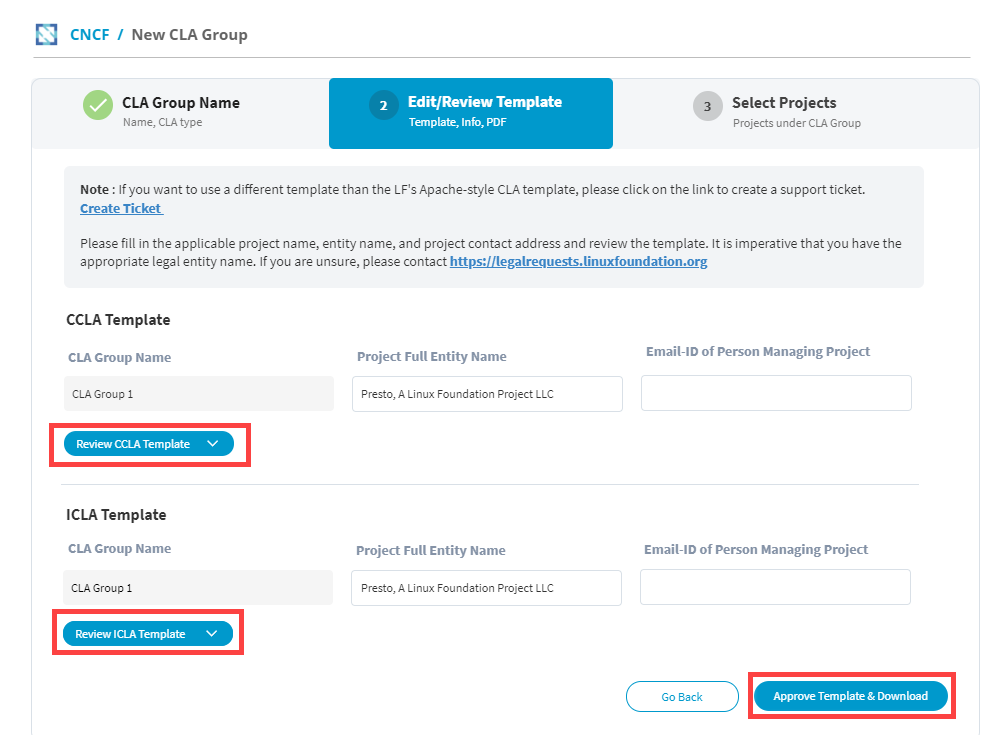 CNCF / New CLA Group
CLA Group Name
Name, CLA type
2
Edit/Review Template
Template, Info, PDF
3
Select Projects
Projects under CLA Group
Note : If you want to use a different template than the LF's Apache-style CLA template, please click on the link to create a support ticket.
Create Ticket
Please fill in the applicable project name, entity name, and project contact address and review the template. It is imperative that you have the
appropriate legal entity name. If you are unsure, please contact https://legalrequests.linuxfoundation.org
CCLA Template
CLA Group Name
Project Full Entity Name
Email-ID of Person Managing Project
CLA Group 1
Presto, A Linux Foundation Project LLC
Review CCLA Template
ICLA Template
CLA Group Name
Project Full Entity Name
Email-ID of Person Managing Project
CLA Group 1
Presto, A Linux Foundation Project LLC
Review ICLA Template
Go Back
Approve Template & Download